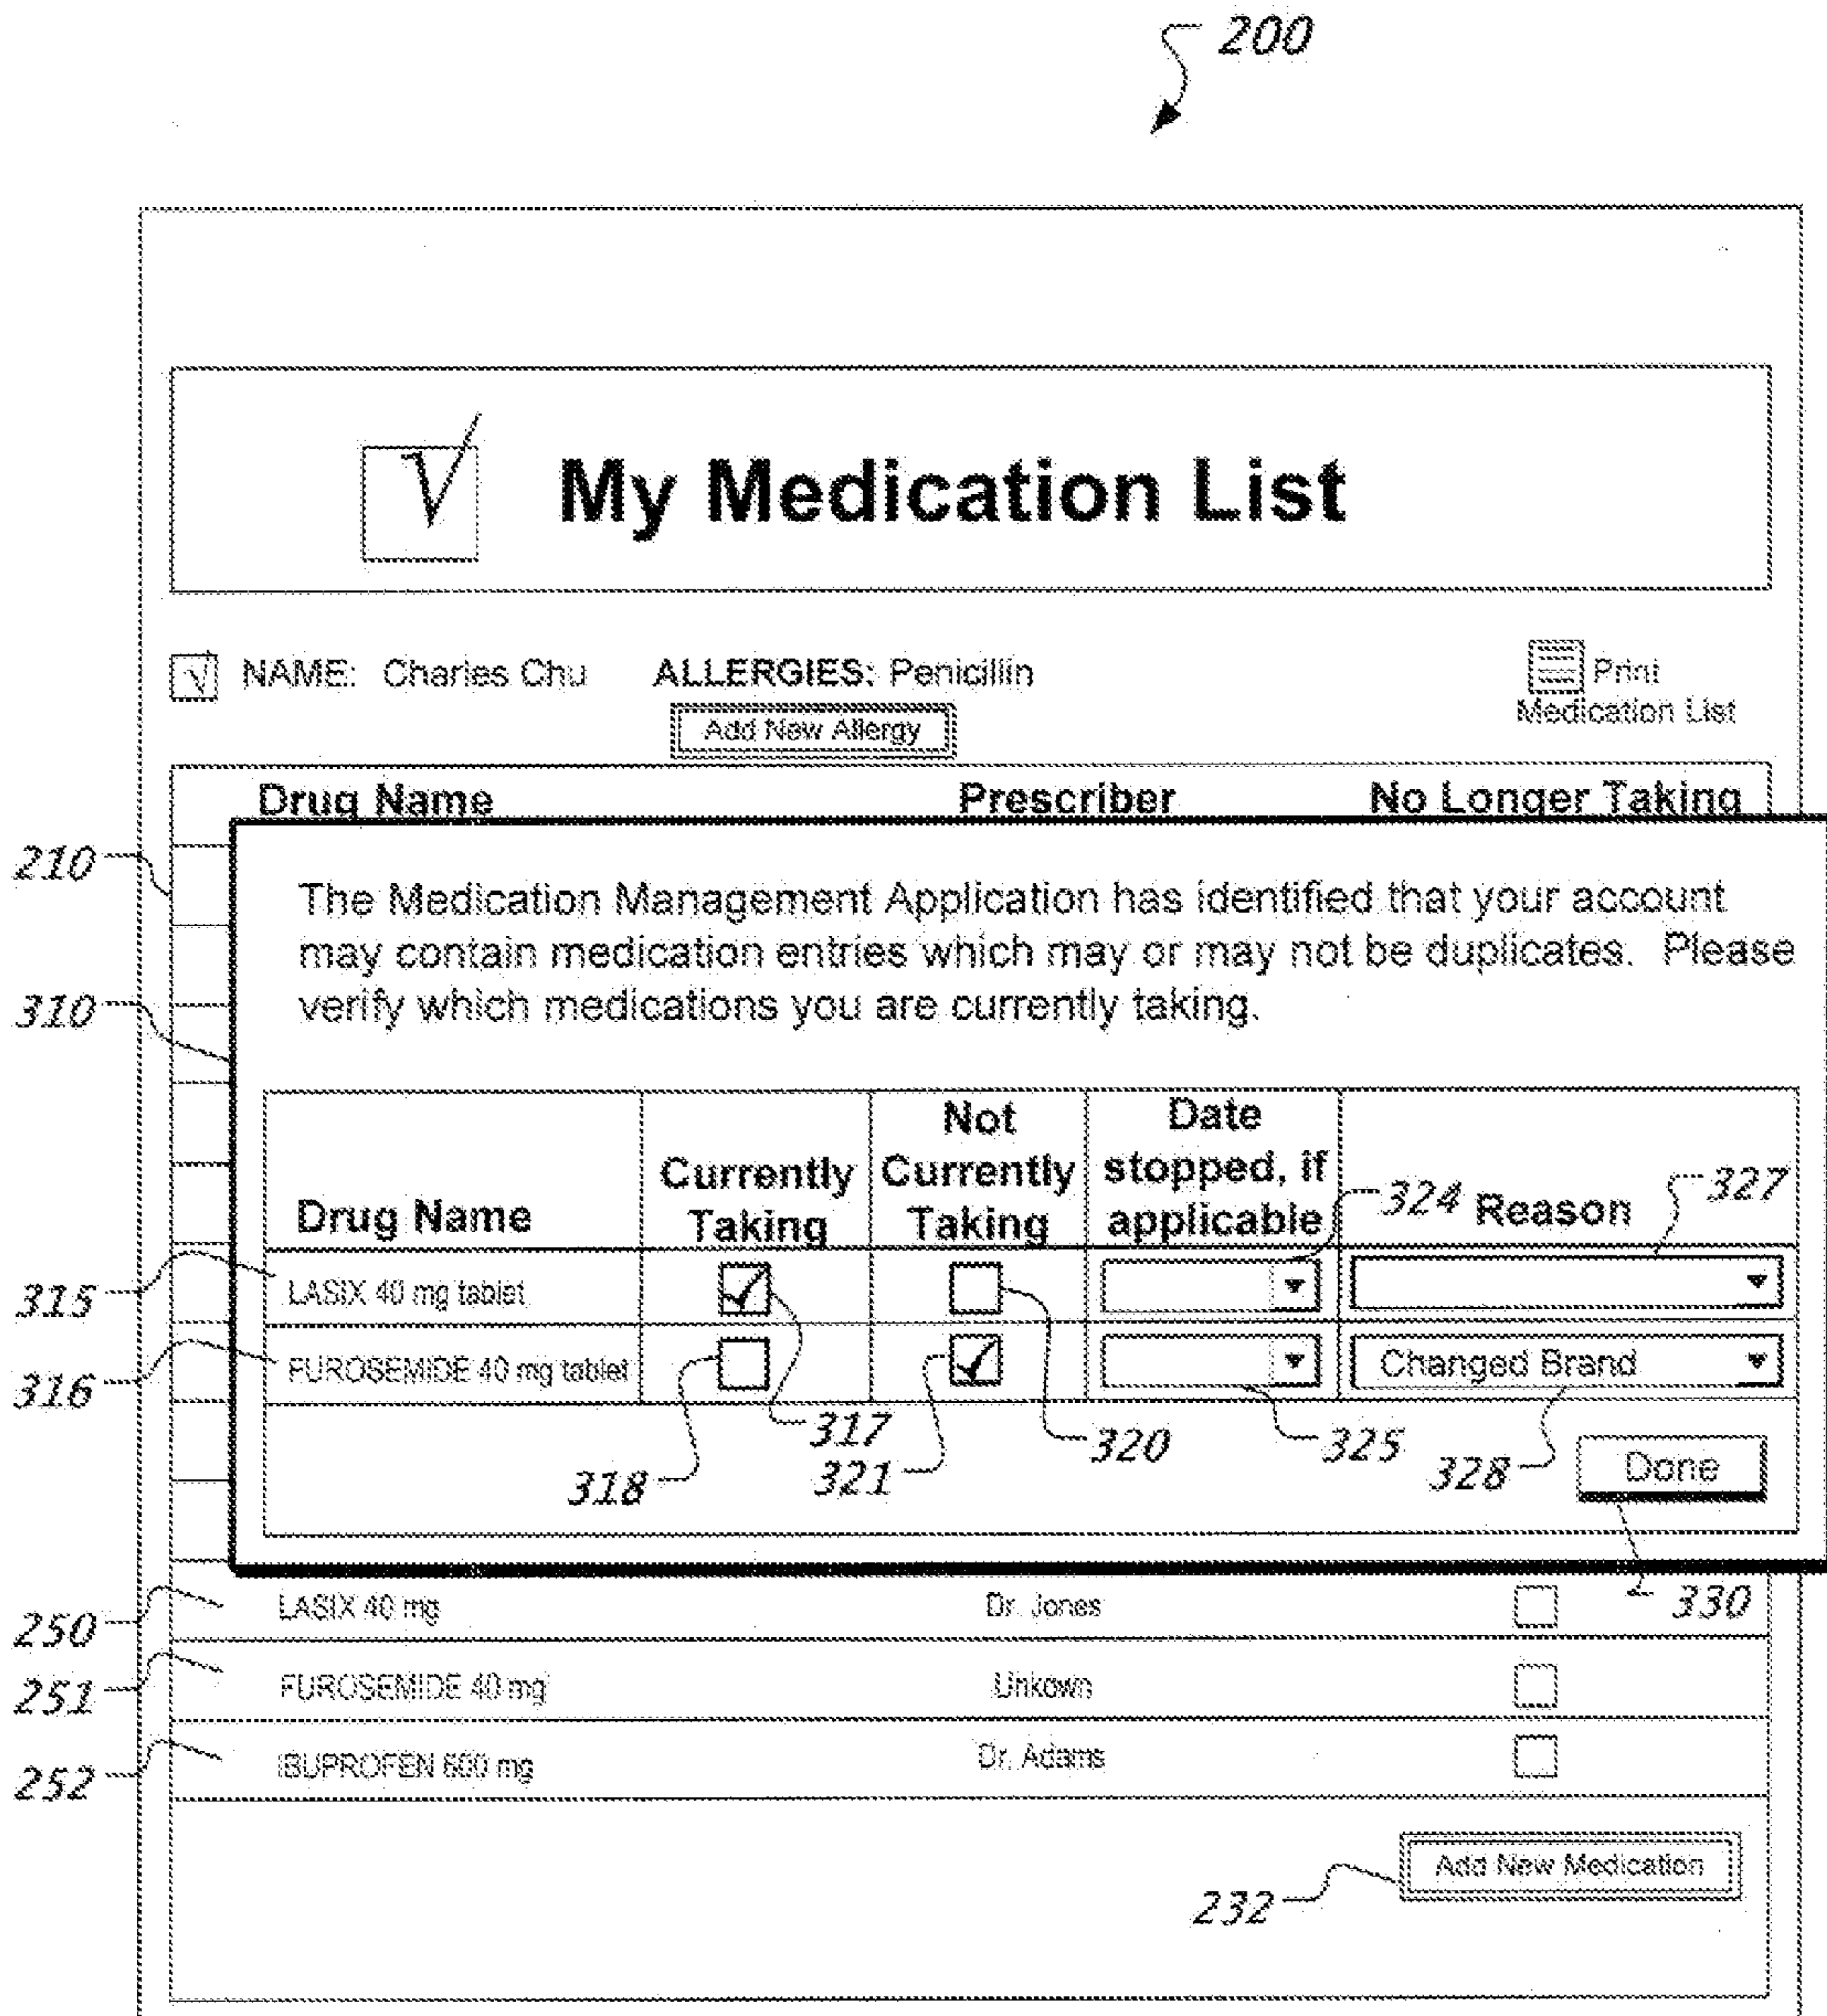 200
√ My Medication List
√ NAME: Charles Chu ALLERGIES: Penicillin Print
Add New Allergy Medication List
Drug Name Prescriber No Longer Taking
210
The Medication Management Application has identified that your account
may contain medication entries which may or may not be duplicates. Please
310 verify which medications you are currently taking.
Drug Name Currently Taking Not Currently Taking Date stopped, if applicable 324 Reason 327
315 LASIX 40 mg tablet
316 FUROSEMIDE 40 mg tablet Changed Brand
317 320 325
318 321 328 Done
250 LASIX 40 mg Dr. Jones 330
251 FUROSEMIDE 40 mg Unkown
252 IBUPROFEN 600 mg Dr. Adams
Add New Medication
232